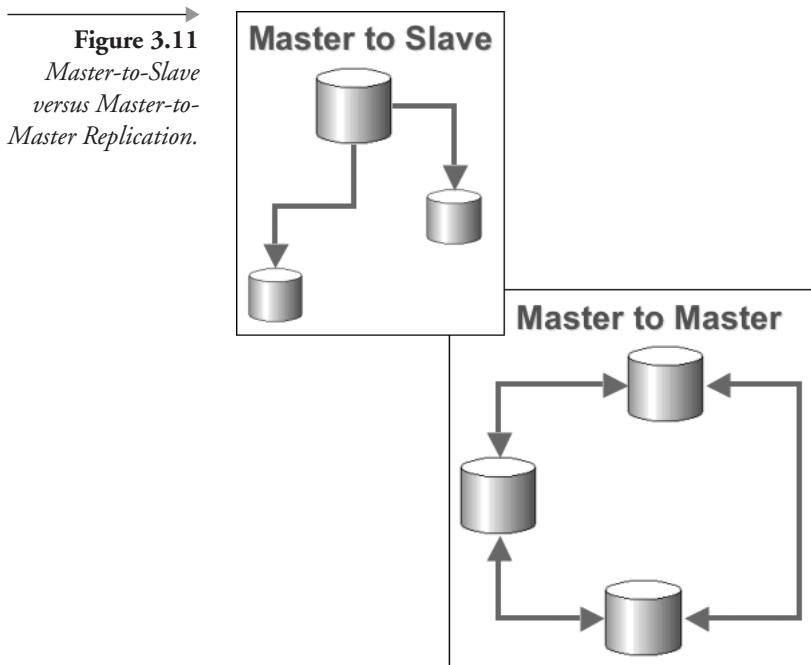 Figure 3.11
Master-to-Slave
versus Master-to-
Master Replication.
Master to Slave
Master to Master